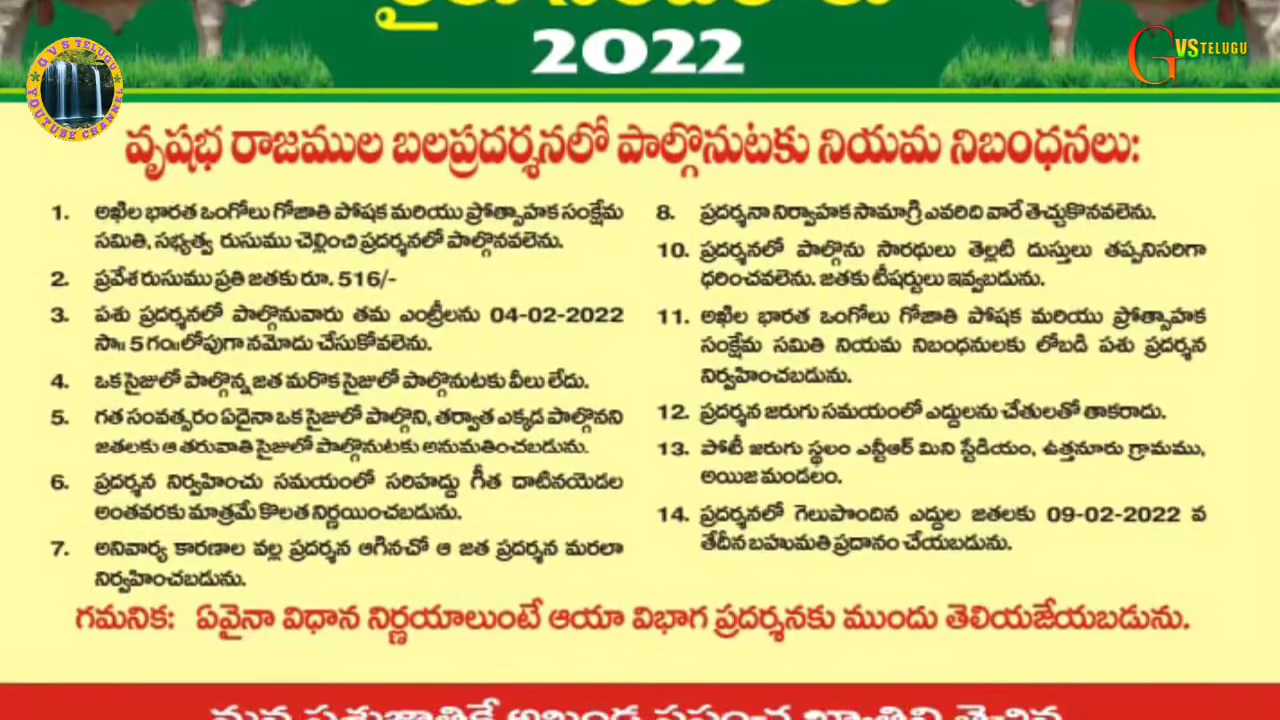 2022
GVS TELUGU
YOUTUBE CHANNEL
GVS TELUGU
వృషభ రాజముల బలప్రదర్శనలో పాల్గొనుటకు నియమ నిబంధనలు:
1. అఖిల భారత ఒంగోలు గోజాతి పోషక మరియు ప్రోత్సాహక సంక్షేమ
సమితి, సభ్యత్వ రుసుము చెల్లించి ప్రదర్శనలో పాల్గొనవలెను.
2. ప్రవేశ రుసుము ప్రతి జతకు రూ. 516/-
3. పశు ప్రదర్శనలో పాల్గొనువారు తమ ఎంట్రీలను 04-02-2022
సా॥ 5 గం॥లోపుగా నమోదు చేసుకోవలెను.
4. ఒక సైజులో పాల్గొన్న జత మరొక సైజులో పాల్గొనుటకు వీలు లేదు.
5. గత సంవత్సరం ఏదైనా ఒక సైజులో పాల్గొని, తర్వాత ఎక్కడ పాల్గొనని
జతలకు ఆ తరువాతి సైజులో పాల్గొనుటకు అనుమతించబడును.
6. ప్రదర్శన నిర్వహించు సమయంలో సరిహద్దు గీత దాటినయెడల
అంతవరకు మాత్రమే కొలత నిర్ణయించబడును.
7. అనివార్య కారణాల వల్ల ప్రదర్శన ఆగినచో ఆ జత ప్రదర్శన మరలా
నిర్వహించబడును.
8. ప్రదర్శనా నిర్వాహక సామాగ్రి ఎవరిది వారే తెచ్చుకొనవలెను.
10. ప్రదర్శనలో పాల్గొను సారథులు తెల్లటి దుస్తులు తప్పనిసరిగా
ధరించవలెను. జతకు టీషర్టులు ఇవ్వబడును.
11. అఖిల భారత ఒంగోలు గోజాతి పోషక మరియు ప్రోత్సాహక
సంక్షేమ సమితి నియమ నిబంధనులకు లోబడి పశు ప్రదర్శన
నిర్వహించబడును.
12. ప్రదర్శన జరుగు సమయంలో ఎద్దులను చేతులతో తాకరాదు.
13. పోటీ జరుగు స్థలం ఎన్టీఆర్ మిని స్టేడియం, ఉత్తనూరు గ్రామము,
అయిజ మండలం.
14. ప్రదర్శనలో గెలుపొందిన ఎద్దుల జతలకు 09-02-2022 వ
తేదీన బహుమతి ప్రదానం చేయబడును.
గమనిక: ఏవైనా విధాన నిర్ణయాలుంటే ఆయా విభాగ ప్రదర్శనకు ముందు తెలియజేయబడును.